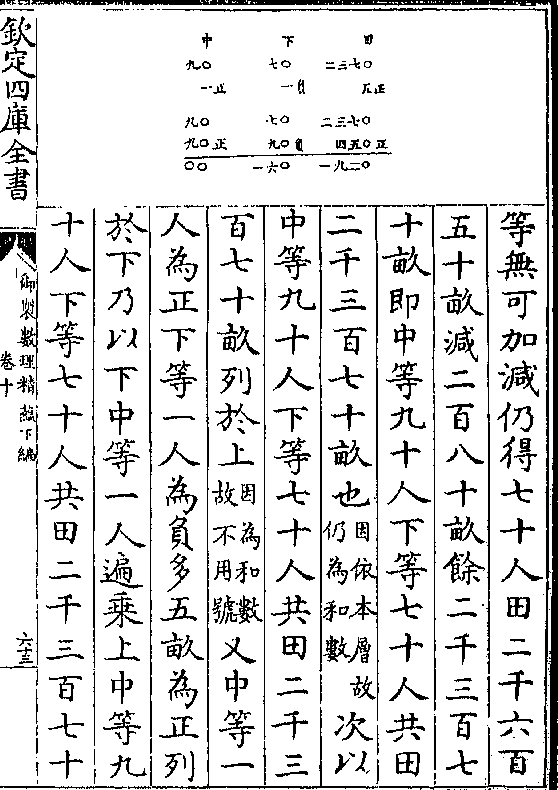 中 下 田
九〇 七〇 二三七〇
一正 一負 五正
九〇 七〇 二三七〇
九〇正 九〇負 四五〇正
〇〇 一六〇 一九二〇
等無可加減仍得七十人田二千六百
五十畝減二百八十畝餘二千三百七
十畝即中等九十人下等七十人共田
二千三百七十畝也因依本層故仍為和數次以
中等九十人下等七十人共田二千三
百七十畝列於上因為和數故不用號又中等一
人為正下等一人為負多五畝為正列
於下乃以下中等一人遍乘上中等九
十人下等七十人共田二千三百七十
欽定四庫全書
御製數理精蘊下編
卷十
六十三